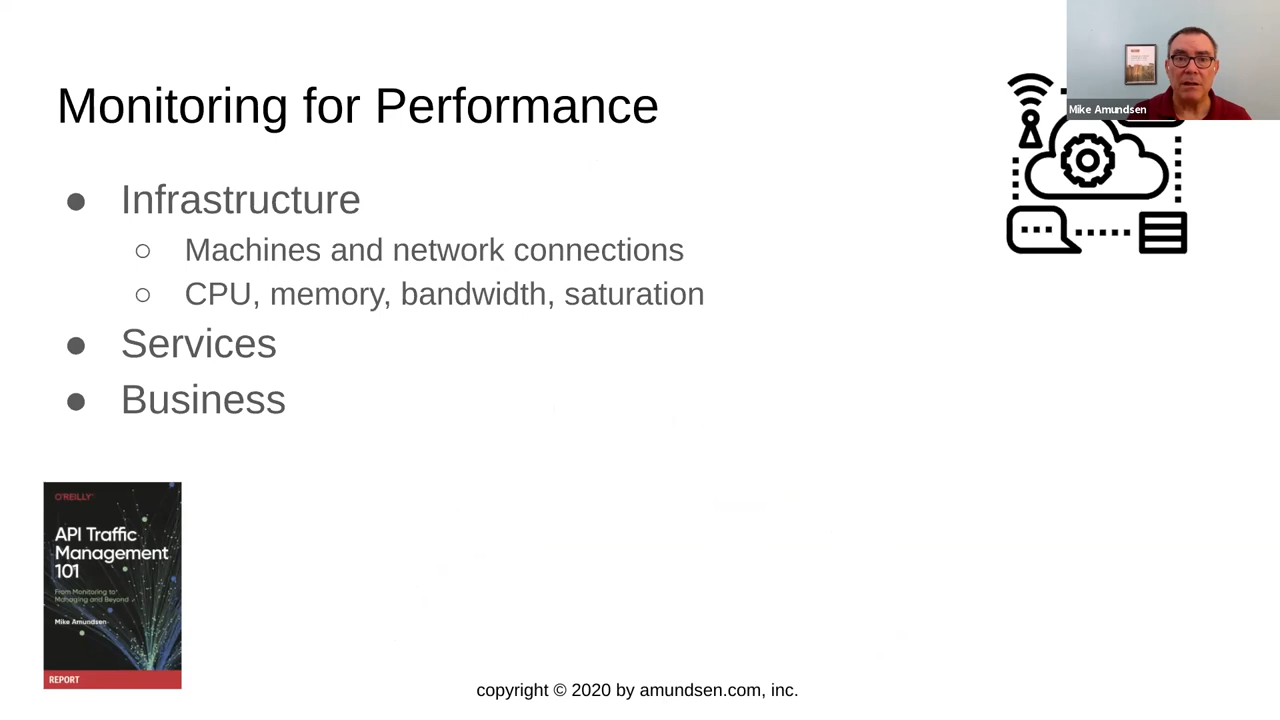 Monitoring for Performance
Mike Amundsen
● Infrastructure
○ Machines and network connections
○ CPU, memory, bandwidth, saturation
● Services
● Business
O'REILLY
API Traffic
Management
101
From Monitoring to
Managing and Beyond
Mike Amundsen
REPORT
copyright © 2020 by amundsen.com, inc.